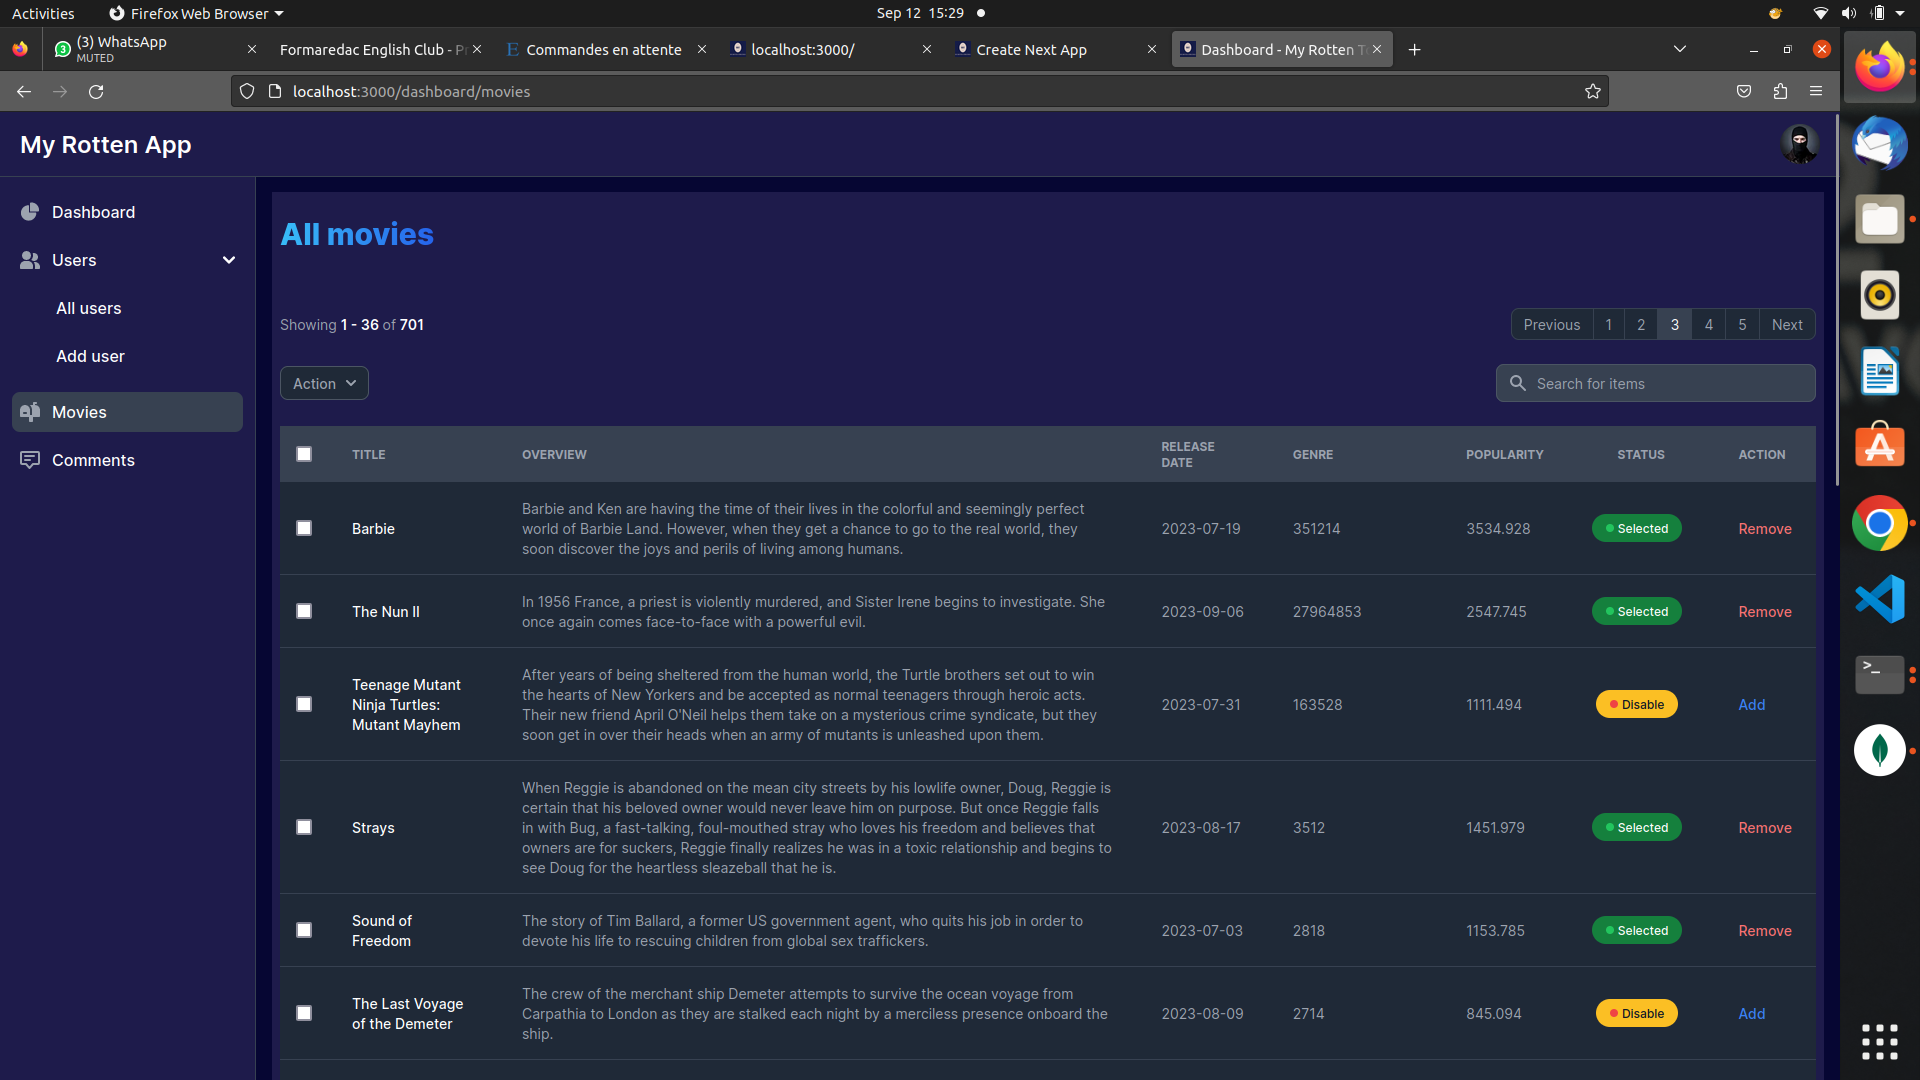 Activities
Firefox Web Browser
Sep 12 15:29
(3) WhatsApp
MUTED
3
Formaredac English Club - Pr
E Commandes en attente
localhost:3000/
Create Next App
Dashboard - My Rotten To
localhost:3000/dashboard/movies
My Rotten App
Dashboard
Users
All users
Add user
Movies
Comments
All movies
Showing 1 - 36 of 701
Previous 1 2 3 4 5 Next
Action
Search for items
TITLE OVERVIEW RELEASE DATE GENRE POPULARITY STATUS ACTION
Barbie
Barbie and Ken are having the time of their lives in the colorful and seemingly perfect
world of Barbie Land. However, when they get a chance to go to the real world, they
soon discover the joys and perils of living among humans.
2023-07-19 351214 3534.928 Selected Remove
The Nun II
In 1956 France, a priest is violently murdered, and Sister Irene begins to investigate. She
once again comes face-to-face with a powerful evil.
2023-09-06 27964853 2547.745 Selected Remove
Teenage Mutant
Ninja Turtles:
Mutant Mayhem
After years of being sheltered from the human world, the Turtle brothers set out to win
the hearts of New Yorkers and be accepted as normal teenagers through heroic acts.
Their new friend April O'Neil helps them take on a mysterious crime syndicate, but they
soon get in over their heads when an army of mutants is unleashed upon them.
2023-07-31 163528 1111.494 Disable Add
Strays
When Reggie is abandoned on the mean city streets by his lowlife owner, Doug, Reggie is
certain that his beloved owner would never leave him on purpose. But once Reggie falls
in with Bug, a fast-talking, foul-mouthed stray who loves his freedom and believes that
owners are for suckers, Reggie finally realizes he was in a toxic relationship and begins to
see Doug for the heartless sleazeball that he is.
2023-08-17 3512 1451.979 Selected Remove
Sound of
Freedom
The story of Tim Ballard, a former US government agent, who quits his job in order to
devote his life to rescuing children from global sex traffickers.
2023-07-03 2818 1153.785 Selected Remove
The Last Voyage
of the Demeter
The crew of the merchant ship Demeter attempts to survive the ocean voyage from
Carpathia to London as they are stalked each night by a merciless presence onboard the
ship.
2023-08-09 2714 845.094 Disable Add